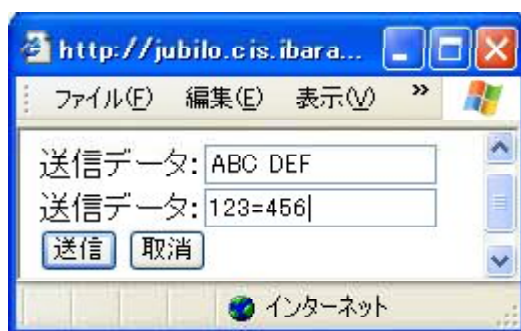 http://jubilo.cis.ibara...
ファイル(F) 編集(E) 表示(V) »
送信データ: ABC DEF
送信データ: 123=456
送信 取消
インターネット